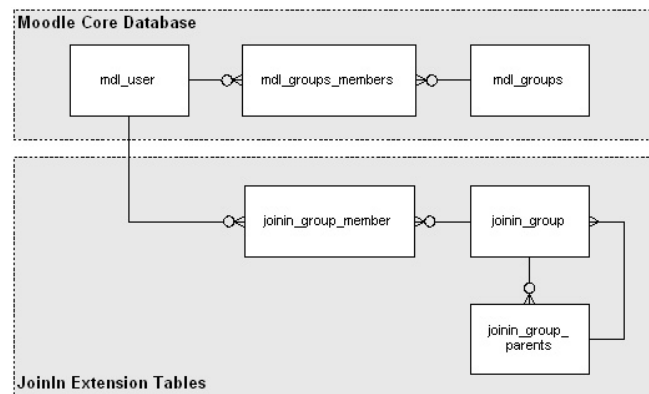 Moodle Core Database
mdl_user
mdl_groups_members
mdl_groups
joinin_group_member
joinin_group
joinin_group_
parents
JoinIn Extension Tables